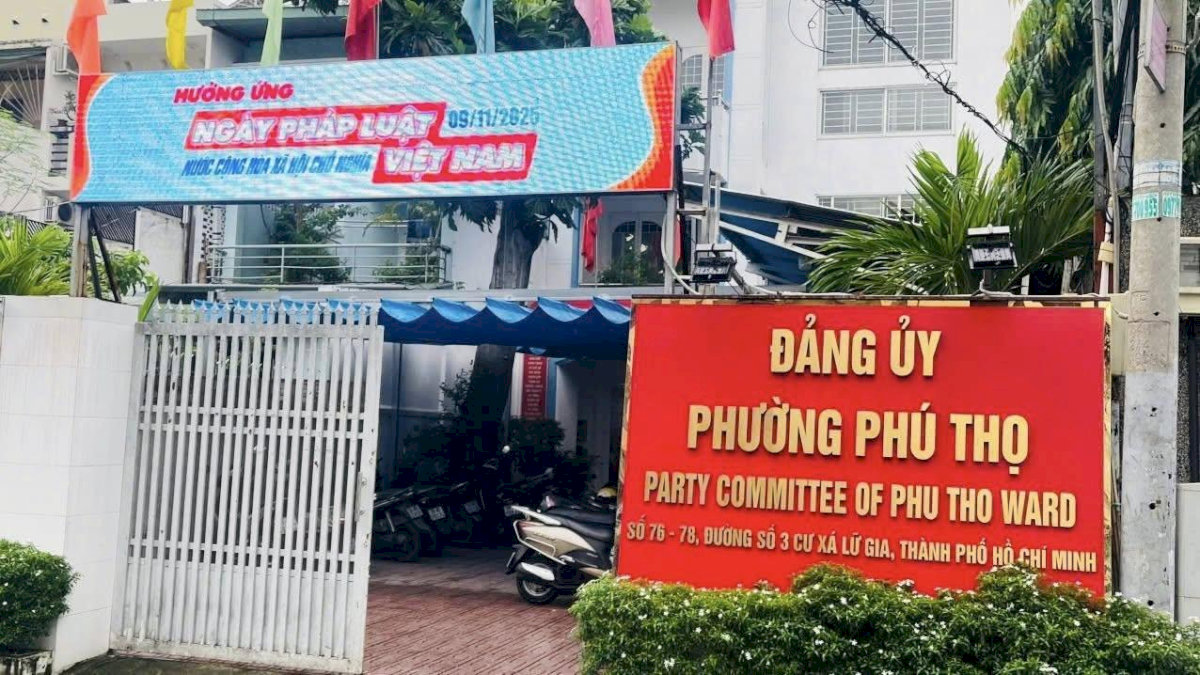 HƯỞNG ỨNG
NGÀY PHÁP LUẬT 09/11/2025
NƯỚC CỘNG HÒA XÃ HỘI CHỦ NGHĨA VIỆT NAM
ĐẢNG ỦY
PHƯỜNG PHÚ THỌ
PARTY COMMITTEE OF PHU THO WARD
SỐ 76 - 78, ĐƯỜNG SỐ 3 CƯ XÁ LỮ GIA, THÀNH PHỐ HỒ CHÍ MINH